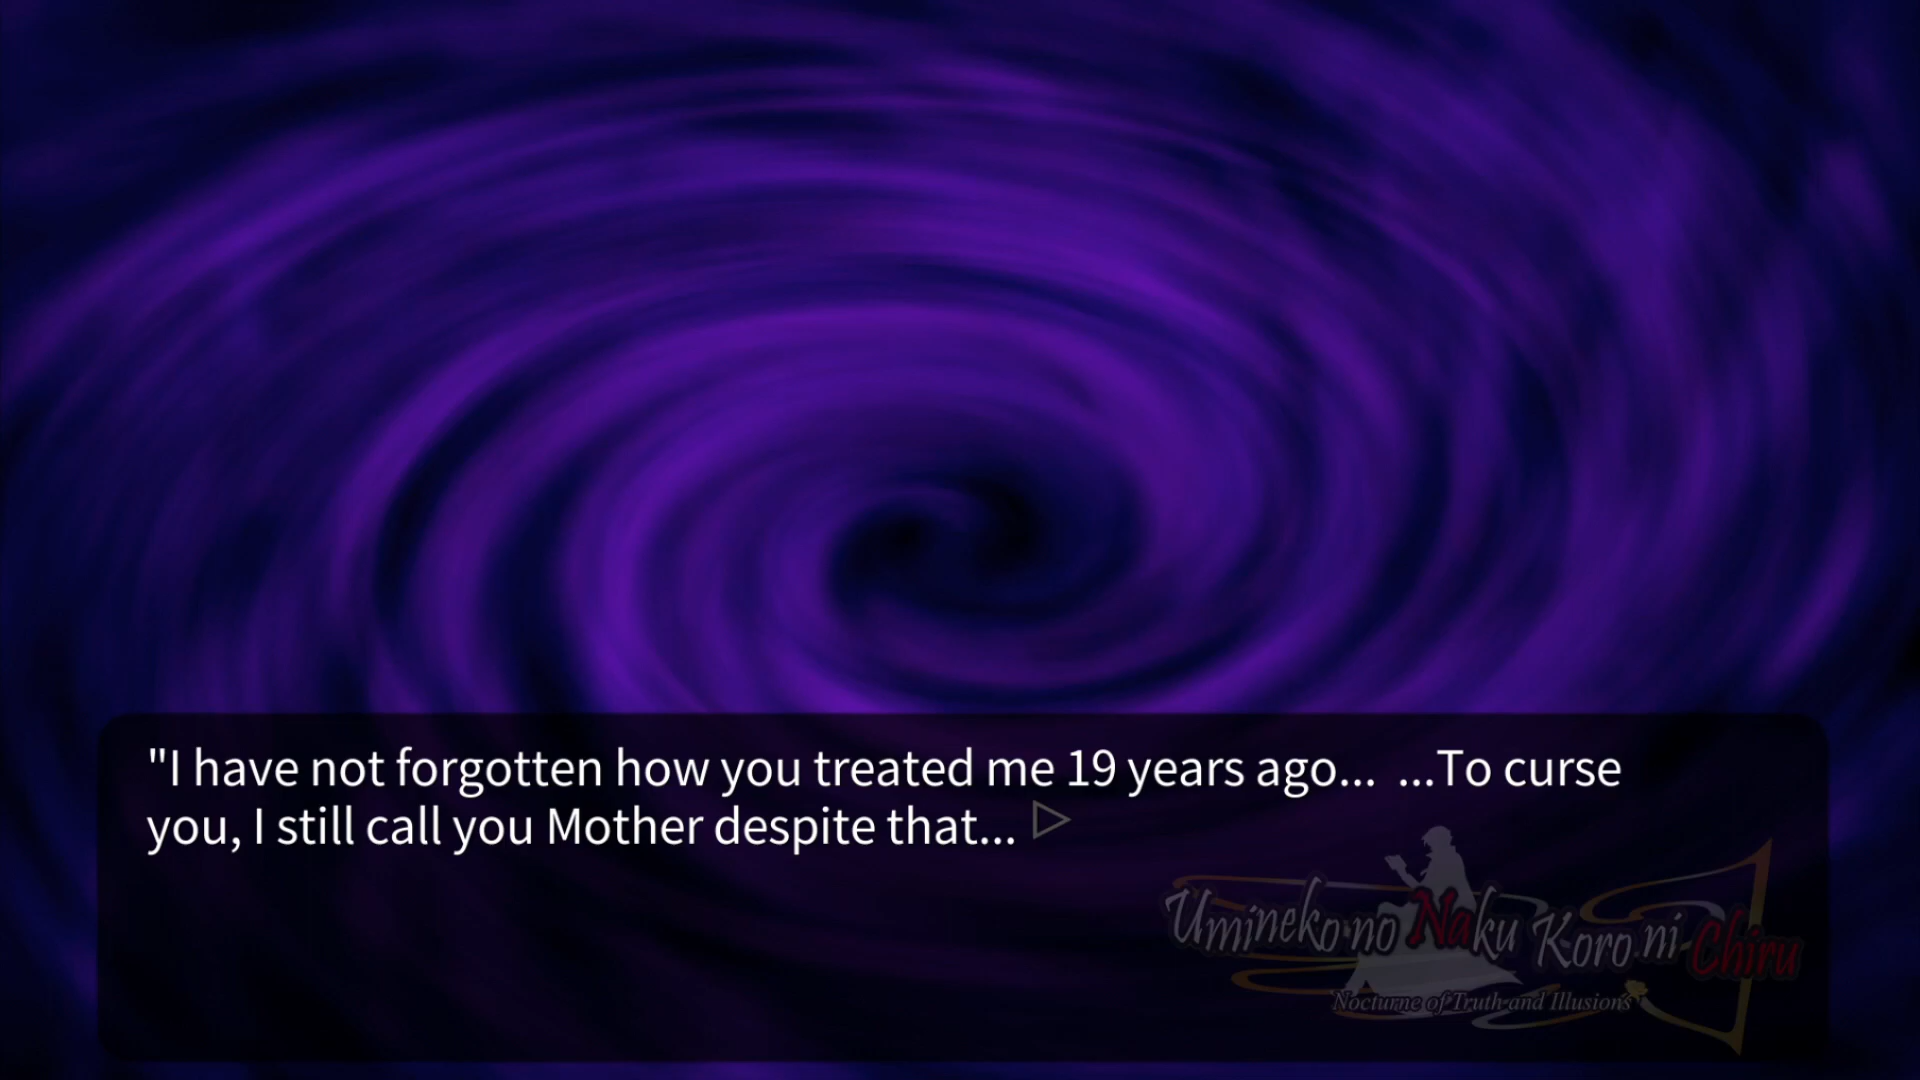 "I have not forgotten how you treated me 19 years ago...  ...To curse
you, I still call you Mother despite that...
Umineko no Naku Koro ni Chiru
Nocturne of Truth and Illusions